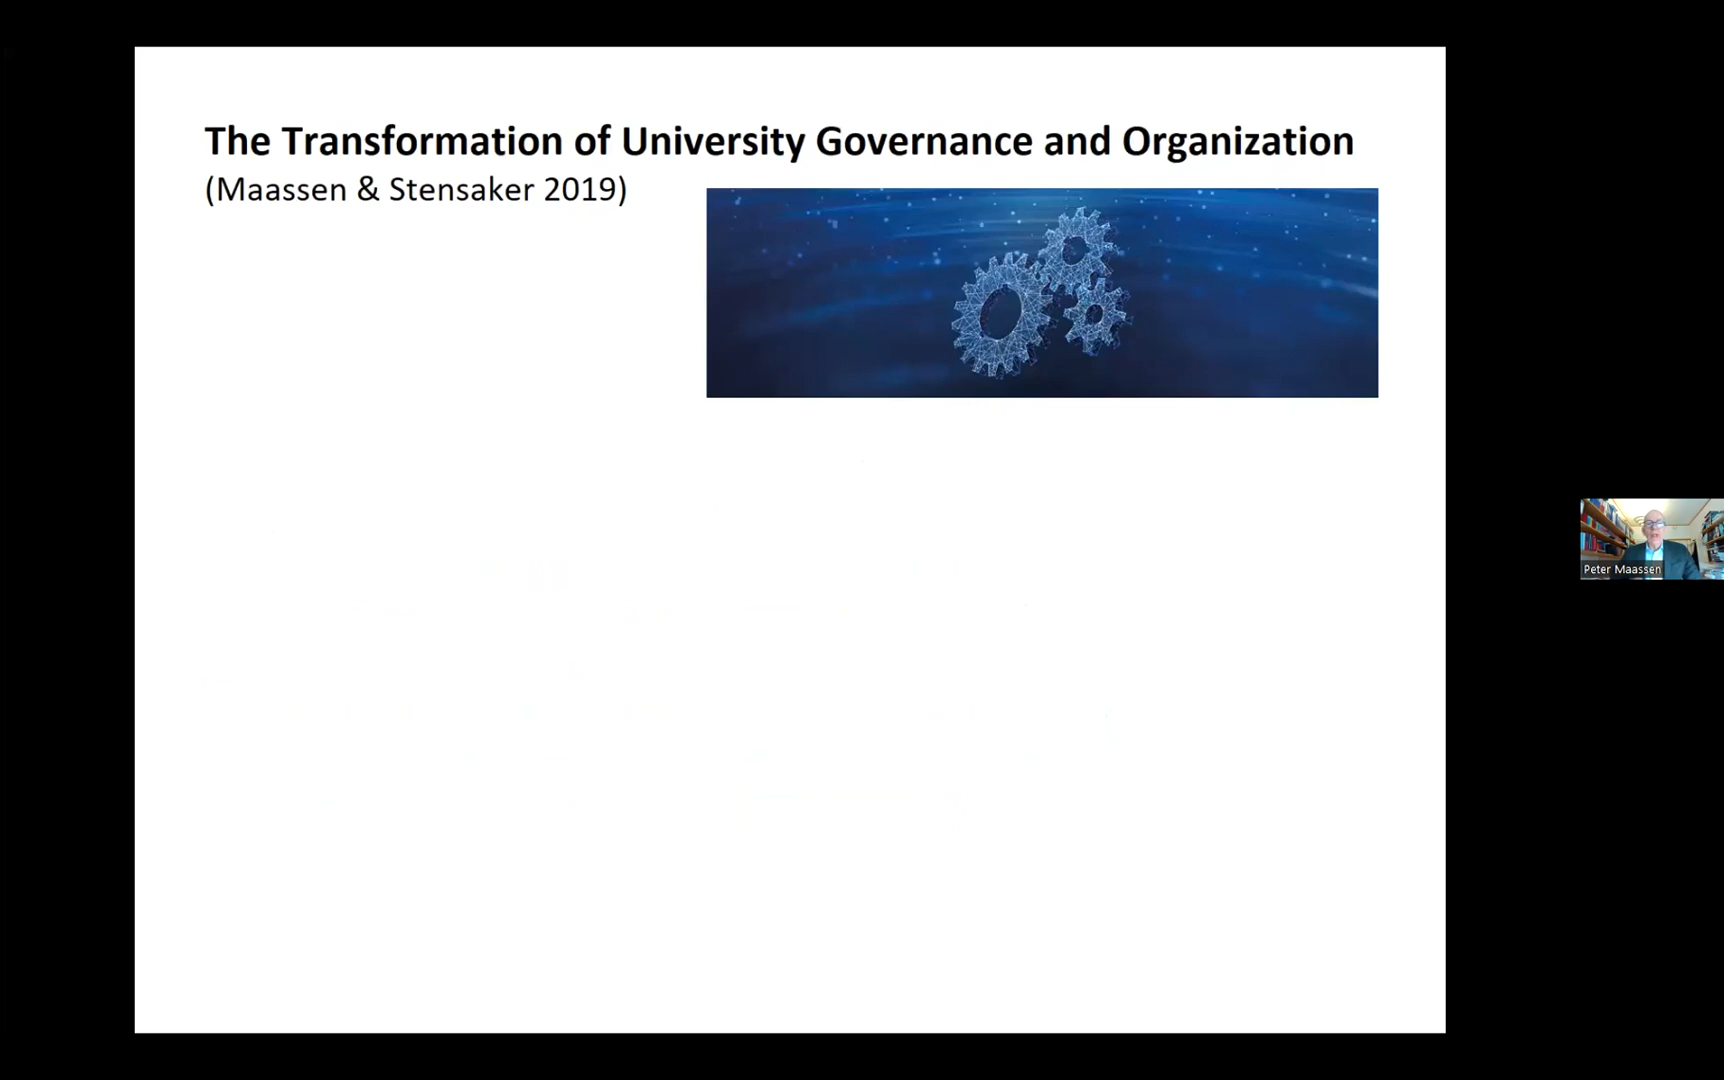 The Transformation of University Governance and Organization
(Maassen & Stensaker 2019)
Peter Maassen